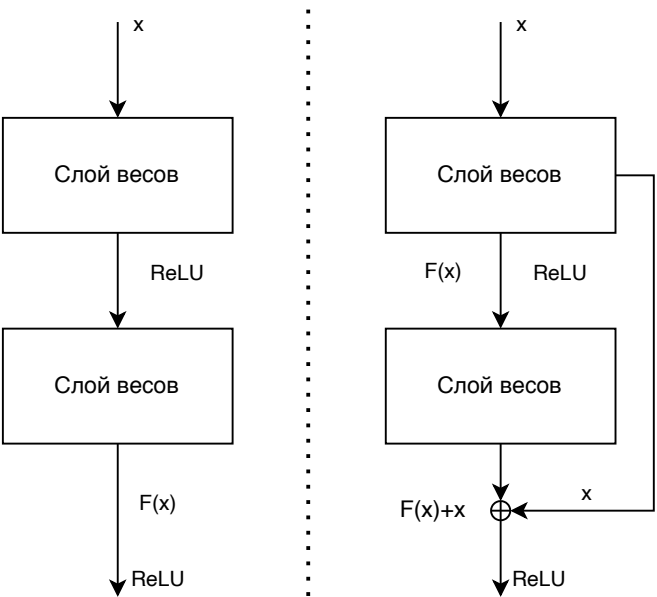 x
Слой весов
ReLU
Слой весов
F(x)
ReLU
x
Слой весов
F(x)
ReLU
Слой весов
F(x)+x
x
ReLU